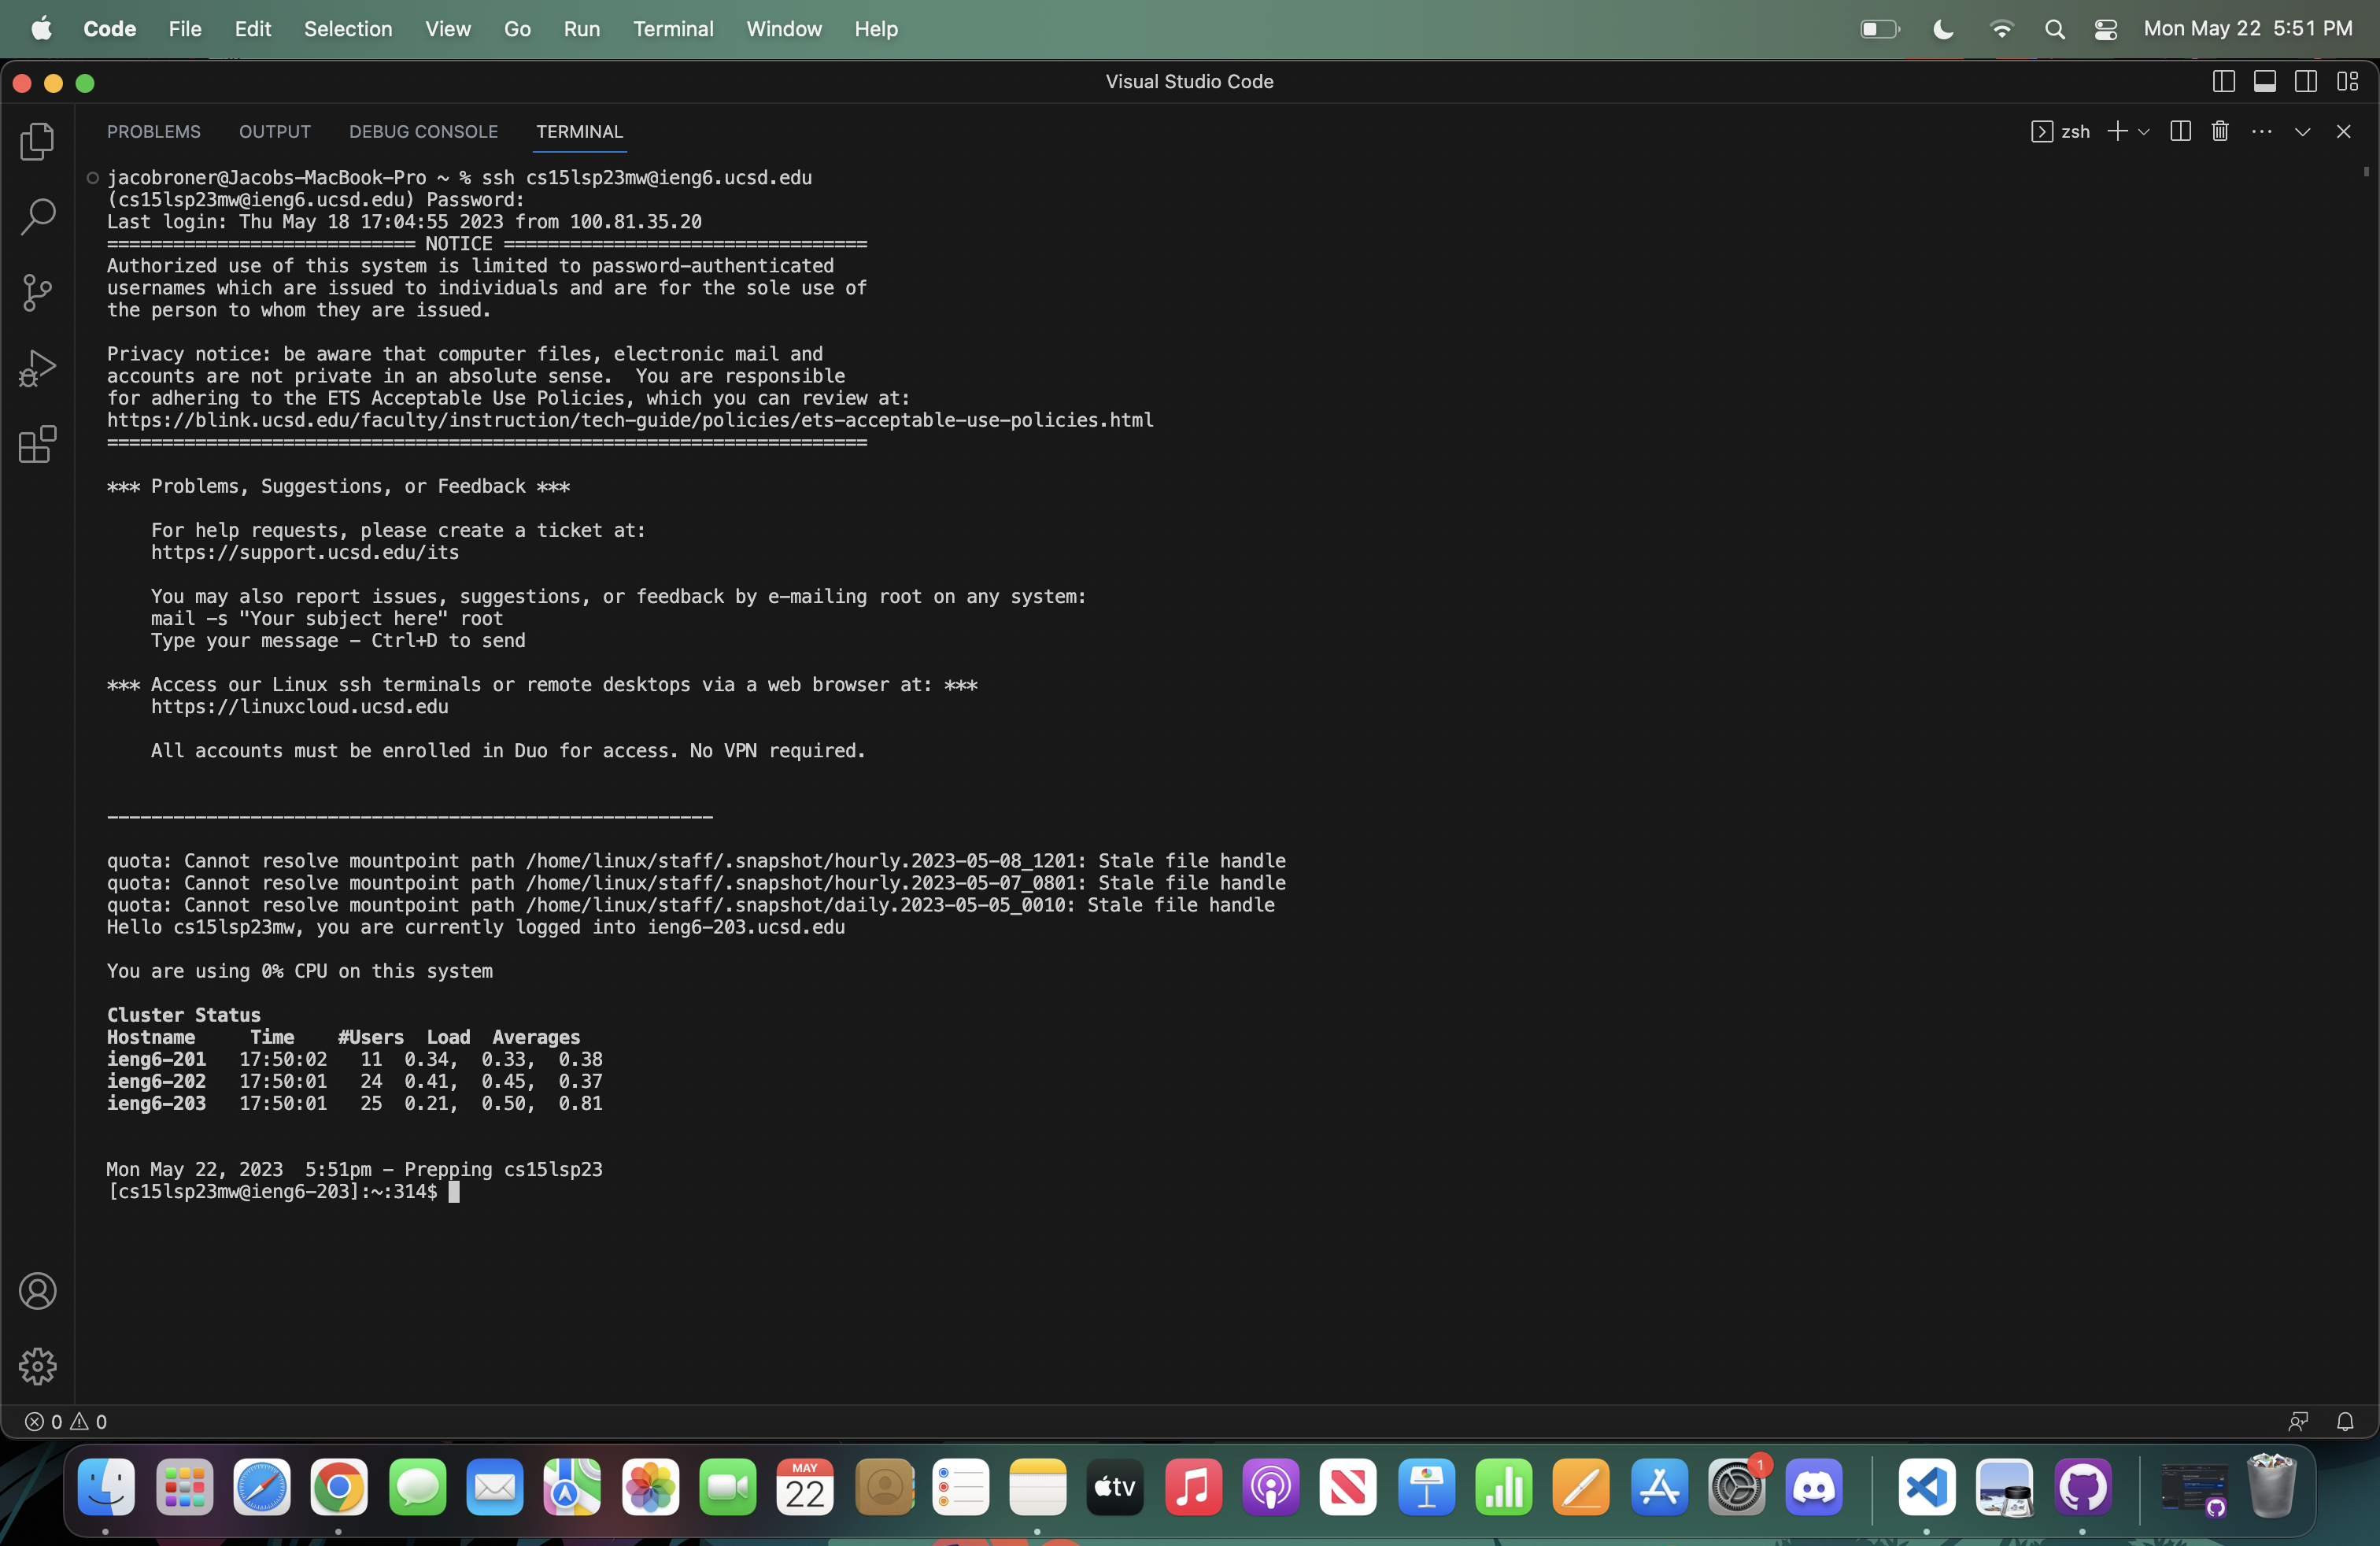 Code File Edit Selection View Go Run Terminal Window Help Mon May 22 5:51 PM
Visual Studio Code
PROBLEMS OUTPUT DEBUG CONSOLE TERMINAL zsh
jacobroner@Jacobs-MacBook-Pro ~ % ssh cs15lsp23mw@ieng6.ucsd.edu
(cs15lsp23mw@ieng6.ucsd.edu) Password:
Last login: Thu May 18 17:04:55 2023 from 100.81.35.20
============================ NOTICE =================================
Authorized use of this system is limited to password-authenticated
usernames which are issued to individuals and are for the sole use of
the person to whom they are issued.
Privacy notice: be aware that computer files, electronic mail and
accounts are not private in an absolute sense.  You are responsible
for adhering to the ETS Acceptable Use Policies, which you can review at:
https://blink.ucsd.edu/faculty/instruction/tech-guide/policies/ets-acceptable-use-policies.html
=====================================================================
*** Problems, Suggestions, or Feedback ***
For help requests, please create a ticket at:
https://support.ucsd.edu/its
You may also report issues, suggestions, or feedback by e-mailing root on any system:
mail -s "Your subject here" root
Type your message - Ctrl+D to send
*** Access our Linux ssh terminals or remote desktops via a web browser at: ***
https://linuxcloud.ucsd.edu
All accounts must be enrolled in Duo for access. No VPN required.
-------------------------------------------------------
quota: Cannot resolve mountpoint path /home/linux/staff/.snapshot/hourly.2023-05-08_1201: Stale file handle
quota: Cannot resolve mountpoint path /home/linux/staff/.snapshot/hourly.2023-05-07_0801: Stale file handle
quota: Cannot resolve mountpoint path /home/linux/staff/.snapshot/daily.2023-05-05_0010: Stale file handle
Hello cs15lsp23mw, you are currently logged into ieng6-203.ucsd.edu
You are using 0% CPU on this system
Cluster Status
Hostname     Time    #Users  Load  Averages
ieng6-201   17:50:02   11  0.34,  0.33,  0.38
ieng6-202   17:50:01   24  0.41,  0.45,  0.37
ieng6-203   17:50:01   25  0.21,  0.50,  0.81
Mon May 22, 2023  5:51pm - Prepping cs15lsp23
[cs15lsp23mw@ieng6-203]:~:314$
0 0
MAY
22
tv
1